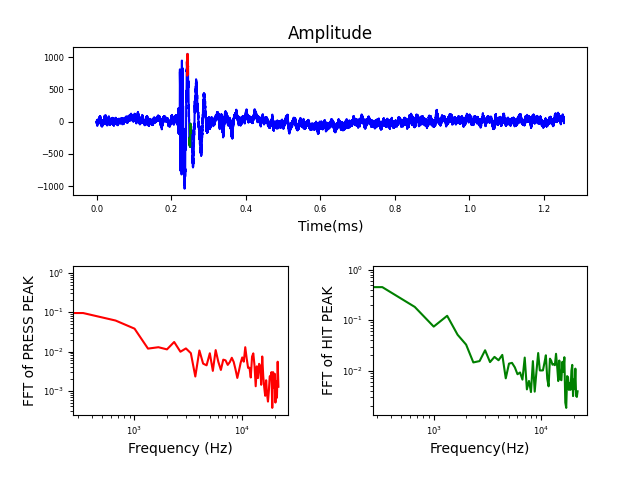 Amplitude
1000
500
0
−500
−1000
0.0 0.2 0.4 0.6 0.8 1.0 1.2
Time(ms)
FFT of PRESS PEAK
10⁰
10⁻¹
10⁻²
10⁻³
10³ 10⁴
Frequency (Hz)
FFT of HIT PEAK
10⁰
10⁻¹
10⁻²
10³ 10⁴
Frequency(Hz)